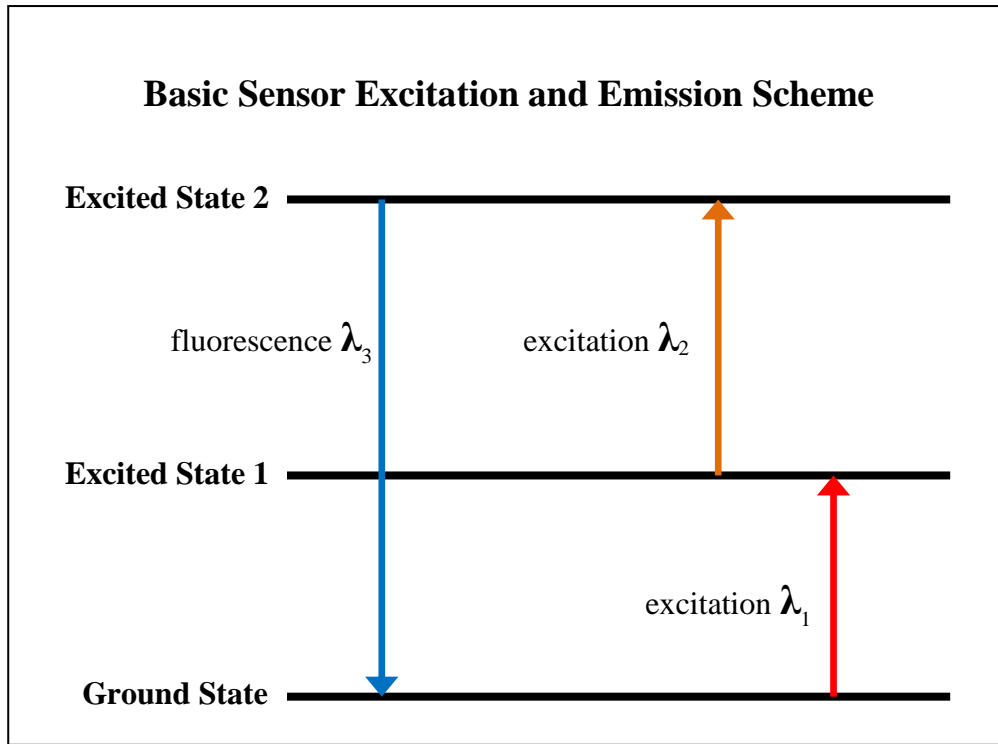 Basic Sensor Excitation and Emission Scheme
Excited State 2
fluorescence λ₃
excitation λ₂
Excited State 1
excitation λ₁
Ground State